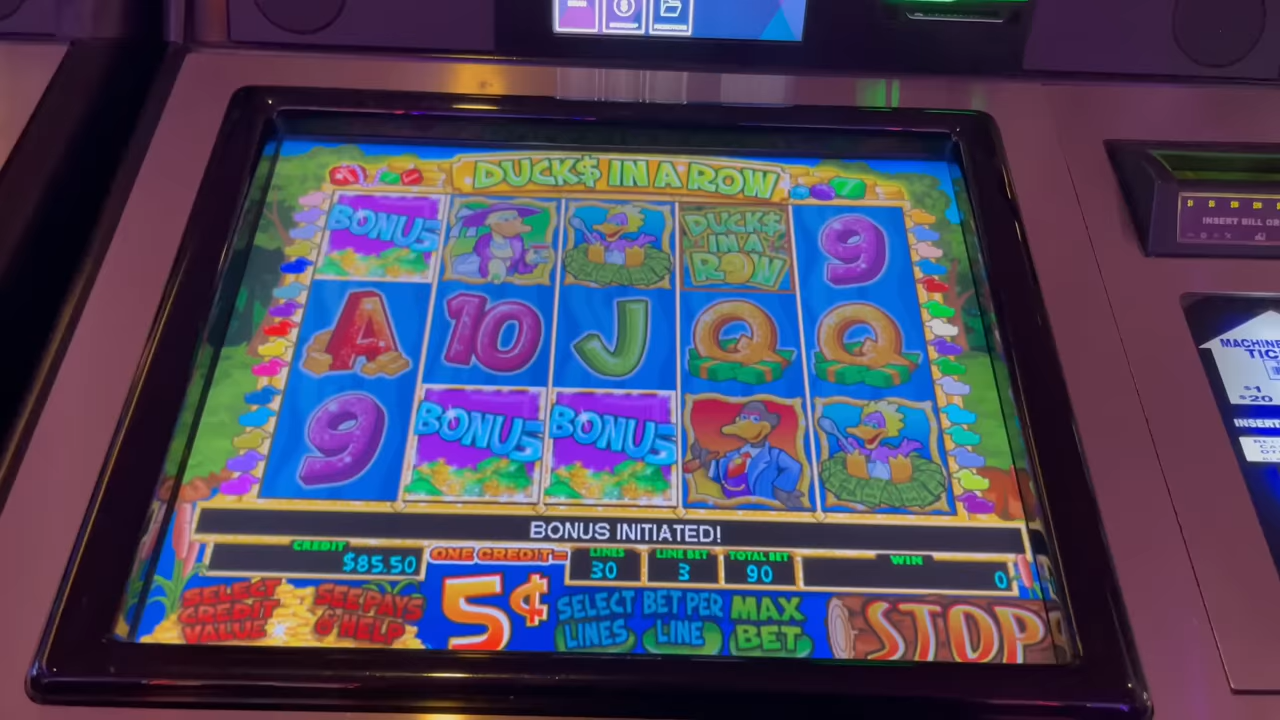 DUCK$ IN A ROW
BONUS
DUCK$
IN A
ROW
9
A
10
J
Q
Q
9
BONUS
BONUS
BONUS INITIATED!
CREDIT
$85.50
ONE CREDIT=
5¢
LINES
30
LINE BET
3
TOTAL BET
90
WIN
0
SELECT
CREDIT
VALUE
SEE PAYS
& HELP
SELECT
LINES
BET PER
LINE
MAX
BET
STOP
INSERT BILL OR
MACHINE
TIC
$1
$20
INSERT